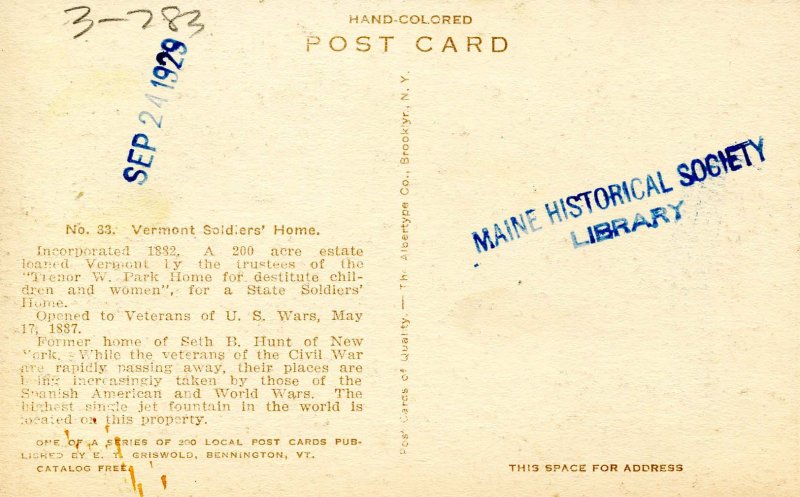 3-783
SEP 24 1929
HAND-COLORED
POST CARD
No. 33. Vermont Soldiers' Home.
Incorporated 1882. A 200 acre estate
loaned Vermont by the trustees of the
"Trenor W. Park Home for destitute chil-
dren and women", for a State Soldiers'
Home.
Opened to Veterans of U. S. Wars, May
17, 1887.
Former home of Seth B. Hunt of New
York. While the veterans of the Civil War
are rapidly passing away, their places are
being increasingly taken by those of the
Spanish American and World Wars. The
highest single jet fountain in the world is
located on this property.
ONE OF A SERIES OF 200 LOCAL POST CARDS PUB-
LISHED BY E. T. GRISWOLD, BENNINGTON, VT.
CATALOG FREE.
Post Cards of Quality. — The Albertype Co., Brooklyn, N. Y.
MAINE HISTORICAL SOCIETY
LIBRARY
THIS SPACE FOR ADDRESS